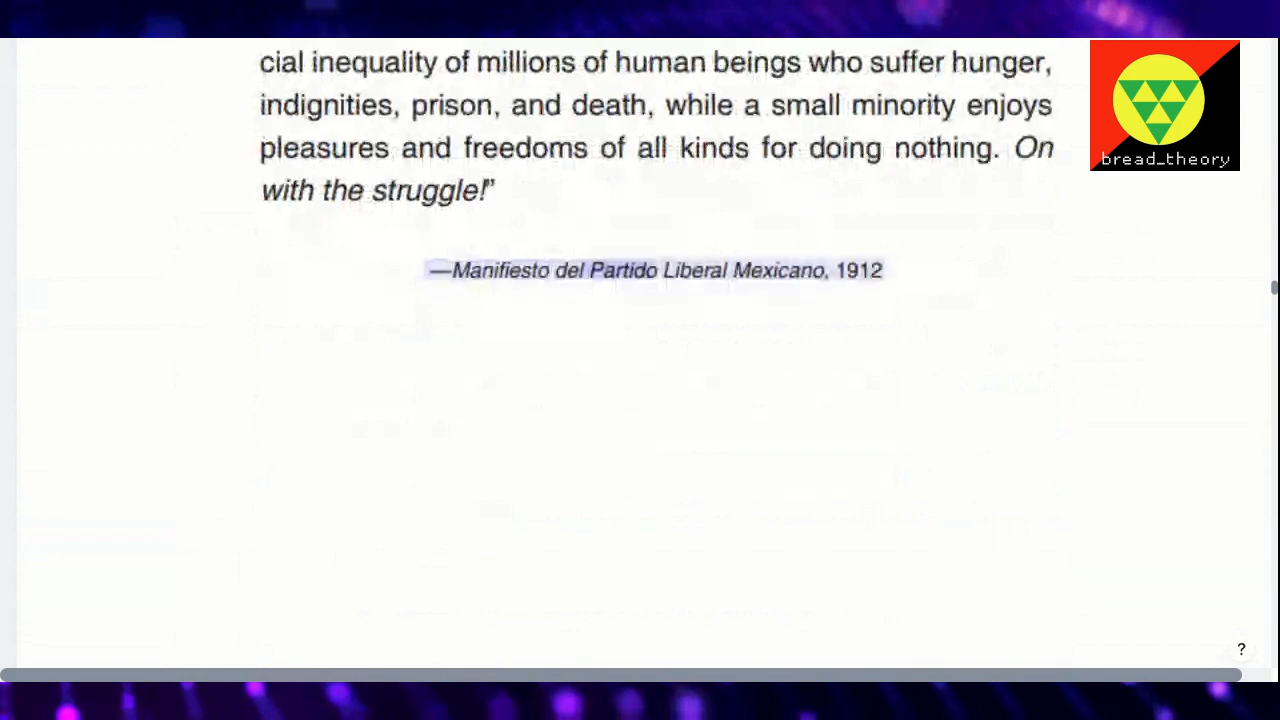 cial inequality of millions of human beings who suffer hunger,
indignities, prison, and death, while a small minority enjoys
pleasures and freedoms of all kinds for doing nothing. On
with the struggle!”
—Manifiesto del Partido Liberal Mexicano, 1912
bread_theory
?